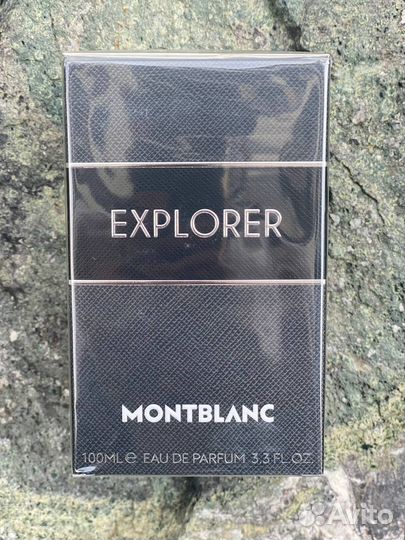 EXPLORER
MONTBLANC
100ML ℮ EAU DE PARFUM 3.3 FL.OZ.
Avito